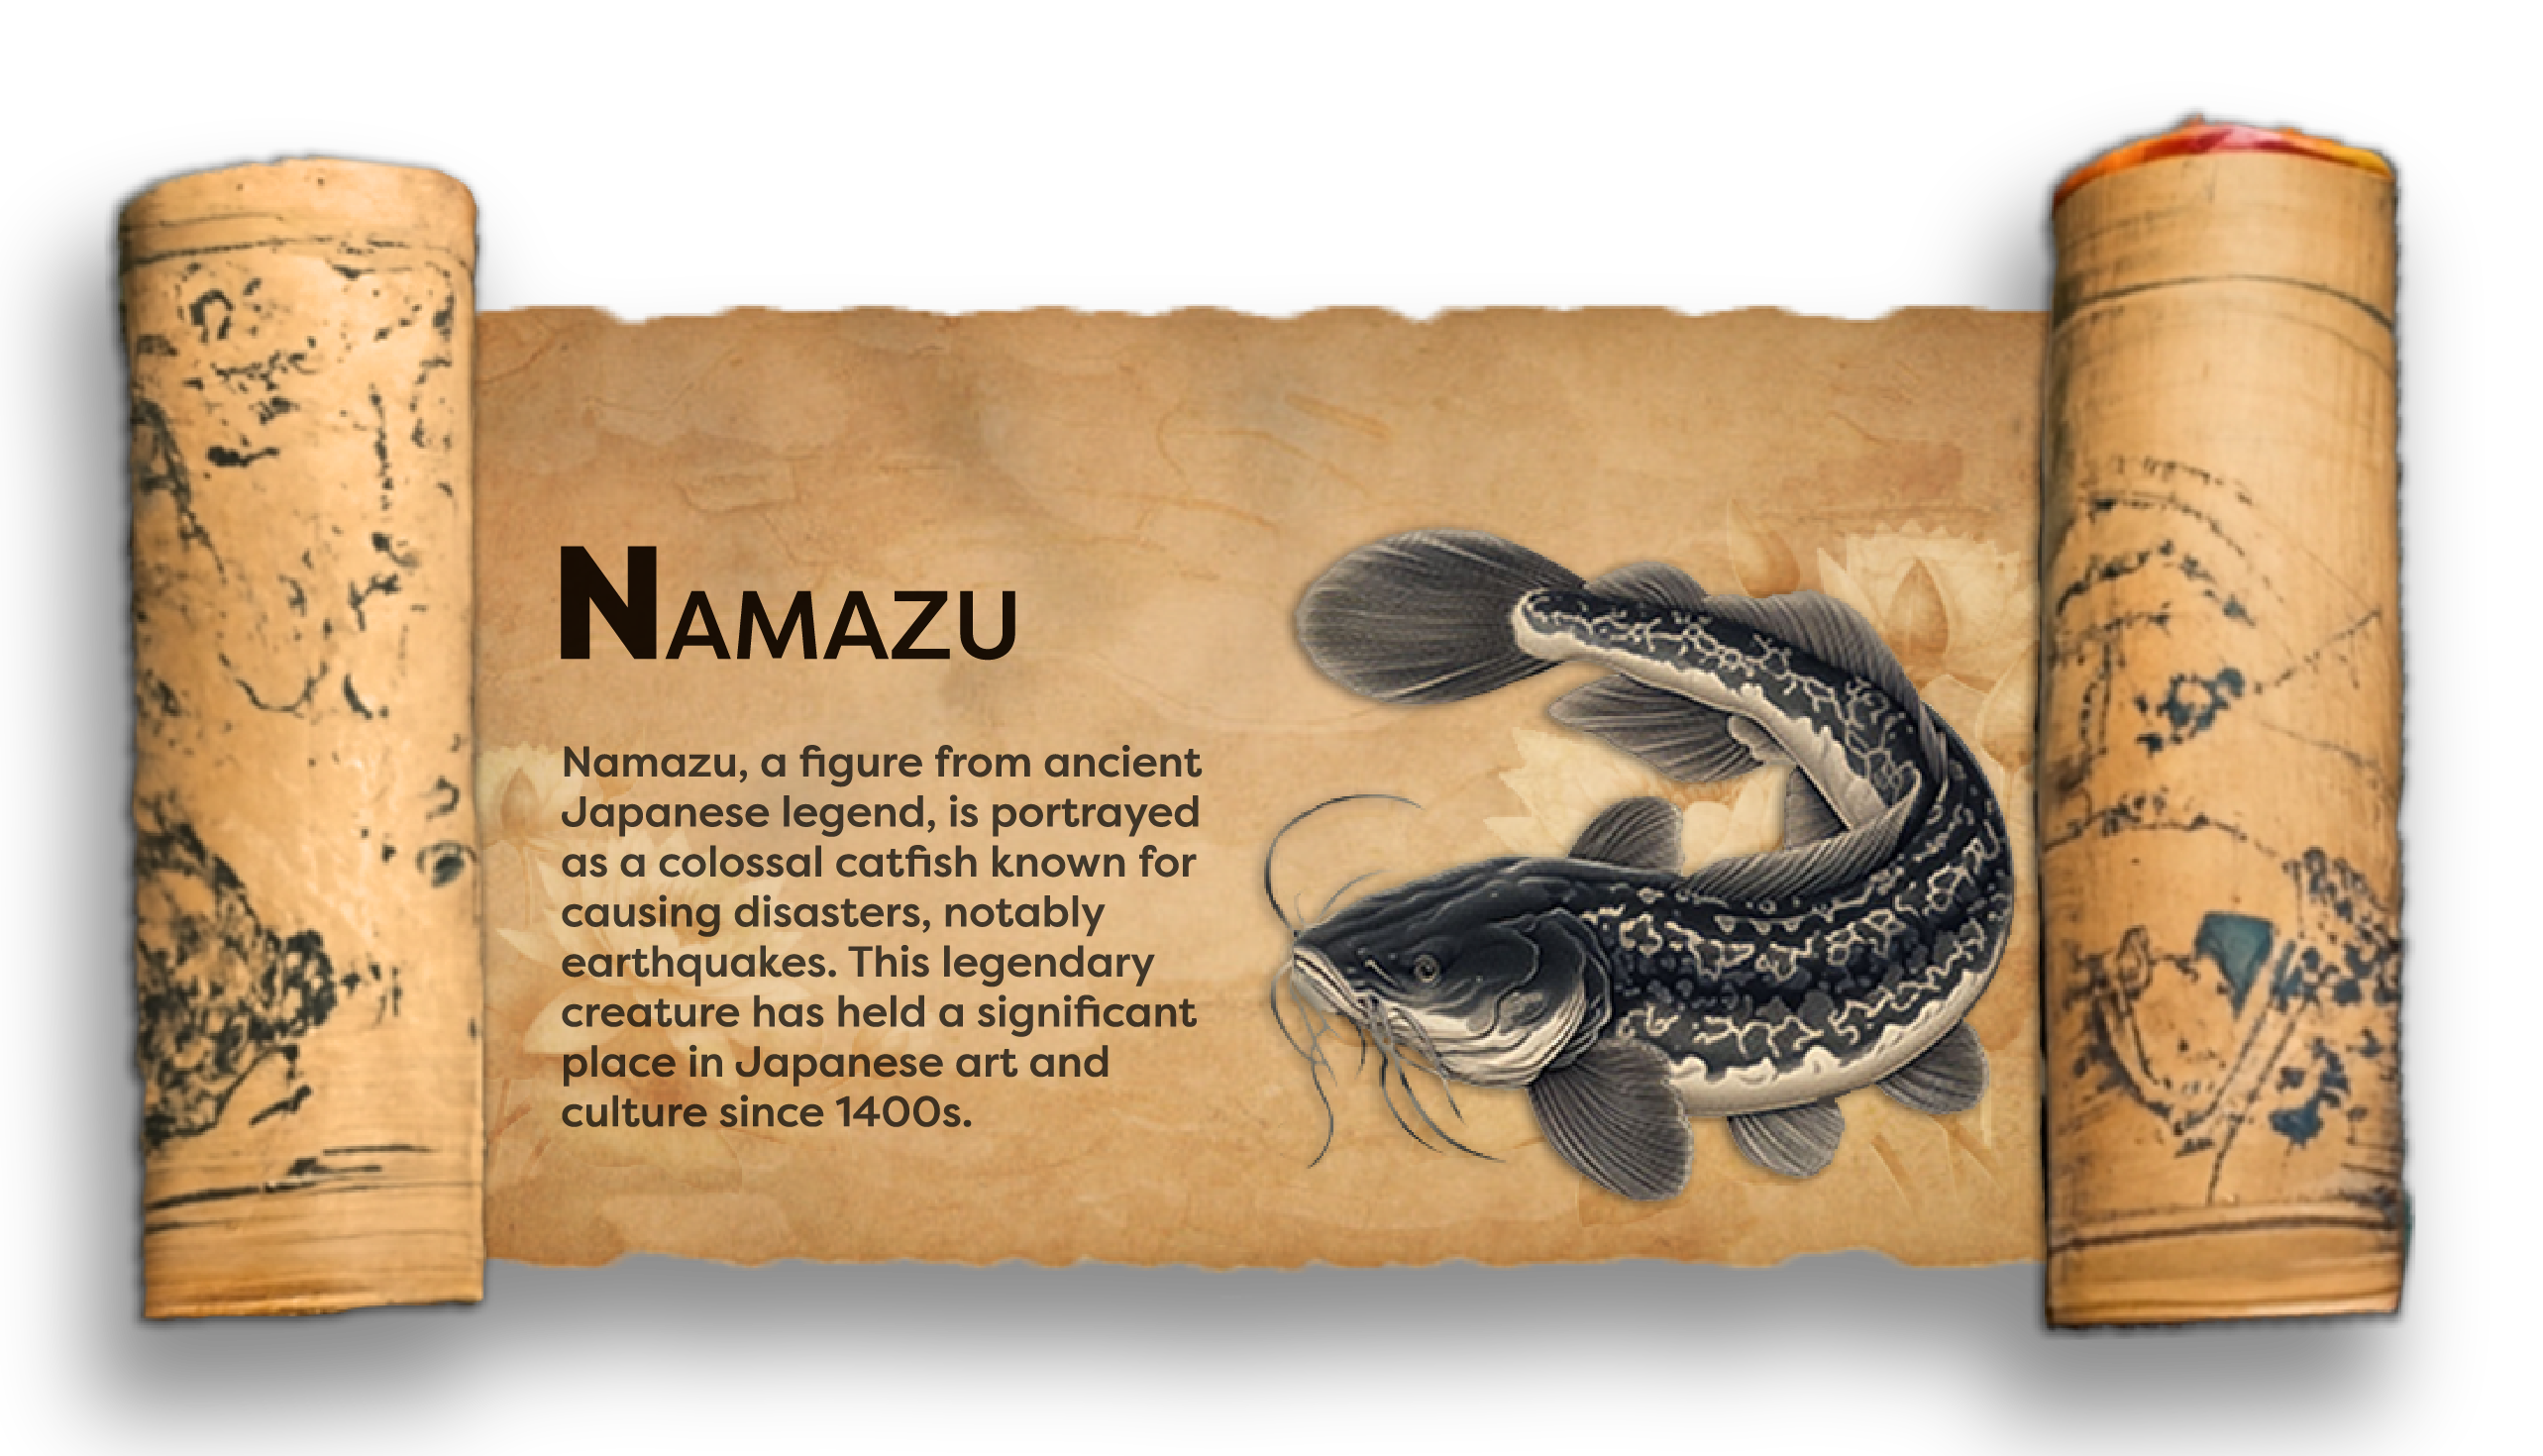 NAMAZU
Namazu, a figure from ancient
Japanese legend, is portrayed
as a colossal catfish known for
causing disasters, notably
earthquakes. This legendary
creature has held a significant
place in Japanese art and
culture since 1400s.